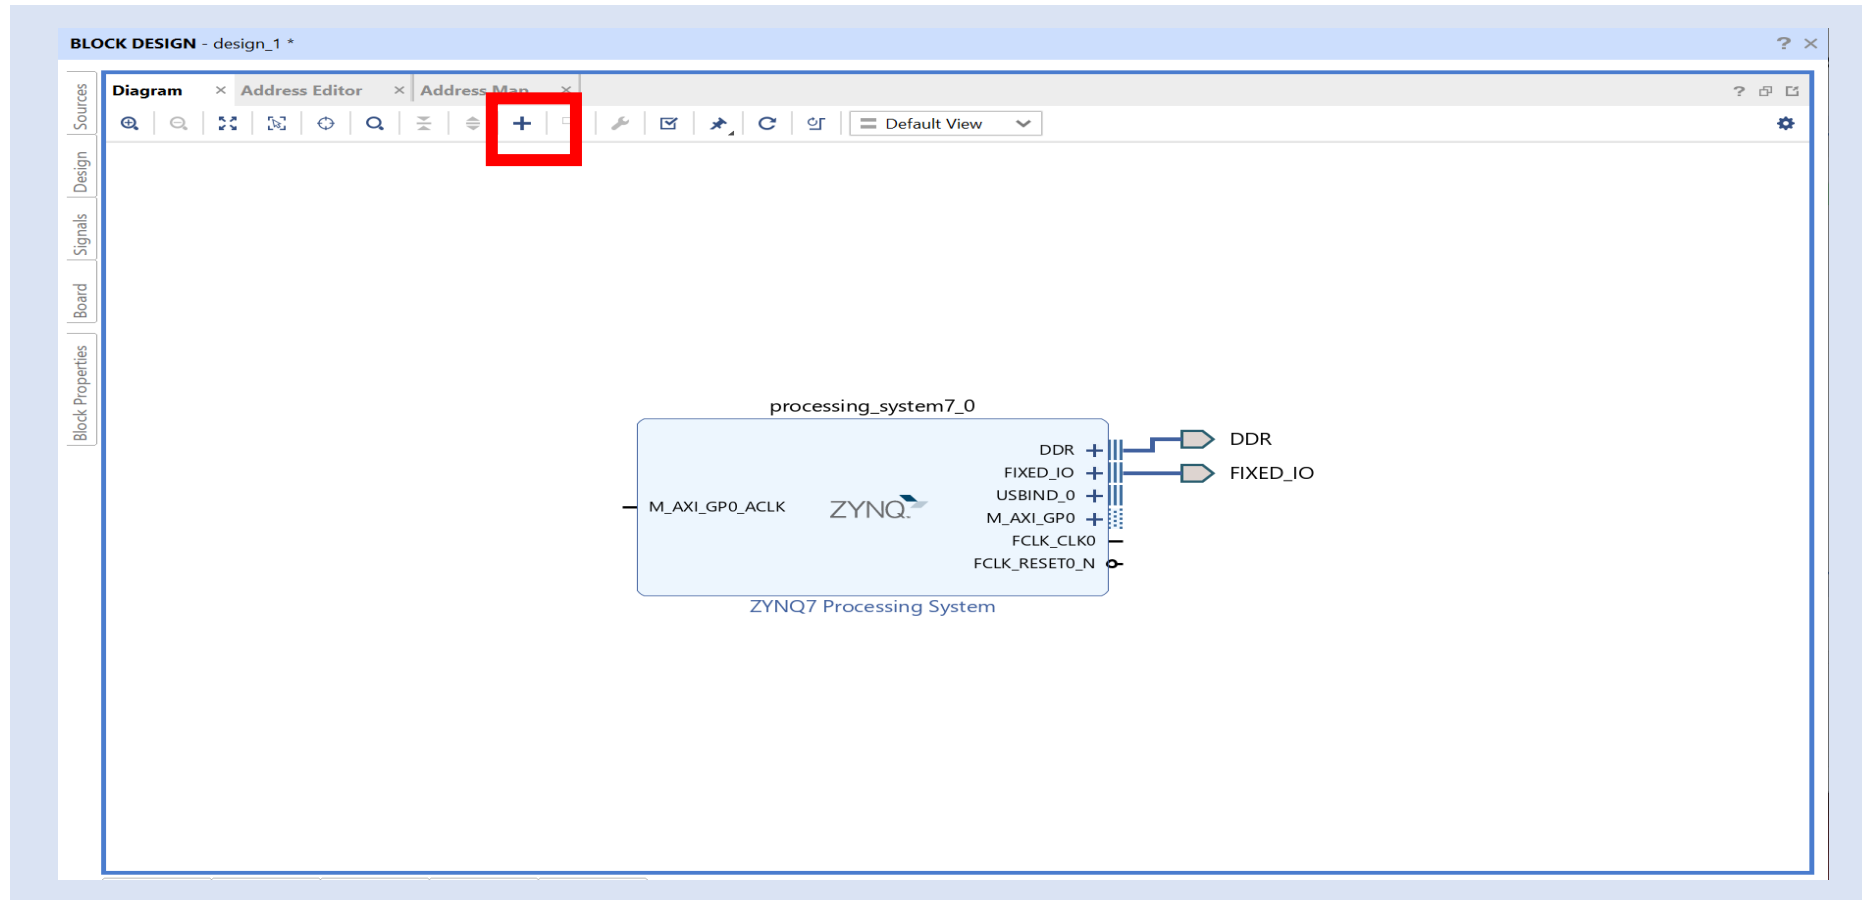 BLOCK DESIGN - design_1 *
Diagram Address Editor Address Map
Default View
Sources
Design
Signals
Board
Block Properties
processing_system7_0
DDR
FIXED_IO
USBIND_0
M_AXI_GP0
FCLK_CLK0
FCLK_RESET0_N
M_AXI_GP0_ACLK
ZYNQ
DDR
FIXED_IO
ZYNQ7 Processing System